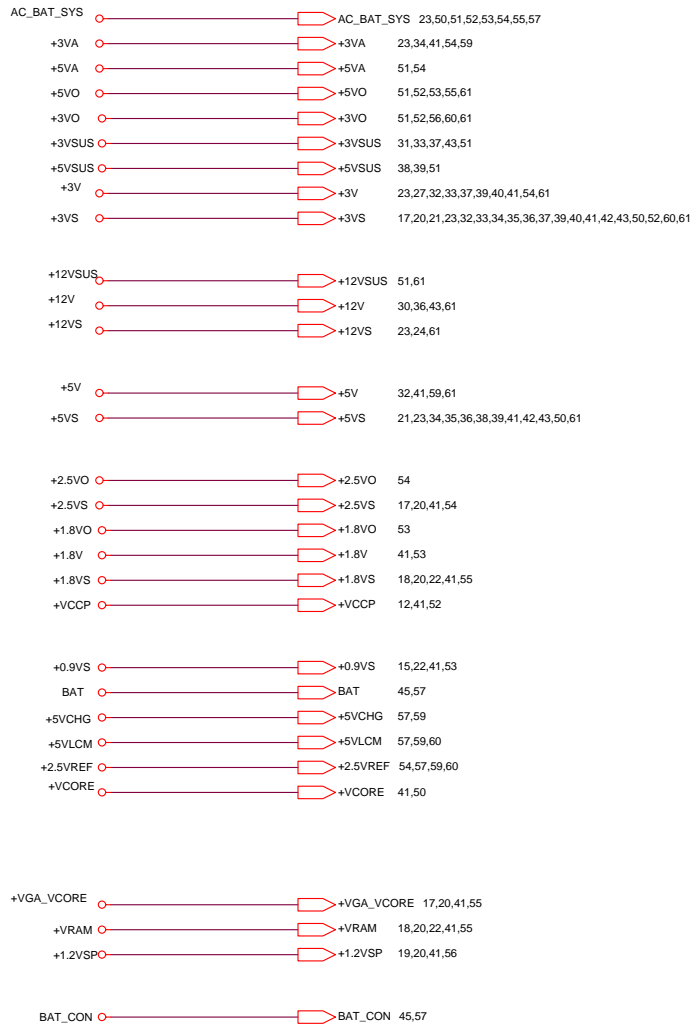 AC_BAT_SYS AC_BAT_SYS 23,50,51,52,53,54,55,57
+3VA +3VA 23,34,41,54,59
+5VA +5VA 51,54
+5VO +5VO 51,52,53,55,61
+3VO +3VO 51,52,56,60,61
+3VSUS +3VSUS 31,33,37,43,51
+5VSUS +5VSUS 38,39,51
+3V +3V 23,27,32,33,37,39,40,41,54,61
+3VS +3VS 17,20,21,23,32,33,34,35,36,37,39,40,41,42,43,50,52,60,61
+12VSUS +12VSUS 51,61
+12V +12V 30,36,43,61
+12VS +12VS 23,24,61
+5V +5V 32,41,59,61
+5VS +5VS 21,23,34,35,36,38,39,41,42,43,50,61
+2.5VO +2.5VO 54
+2.5VS +2.5VS 17,20,41,54
+1.8VO +1.8VO 53
+1.8V +1.8V 41,53
+1.8VS +1.8VS 18,20,22,41,55
+VCCP +VCCP 12,41,52
+0.9VS +0.9VS 15,22,41,53
BAT BAT 45,57
+5VCHG +5VCHG 57,59
+5VLCM +5VLCM 57,59,60
+2.5VREF +2.5VREF 54,57,59,60
+VCORE +VCORE 41,50
+VGA_VCORE +VGA_VCORE 17,20,41,55
+VRAM +VRAM 18,20,22,41,55
+1.2VSP +1.2VSP 19,20,41,56
BAT_CON BAT_CON 45,57